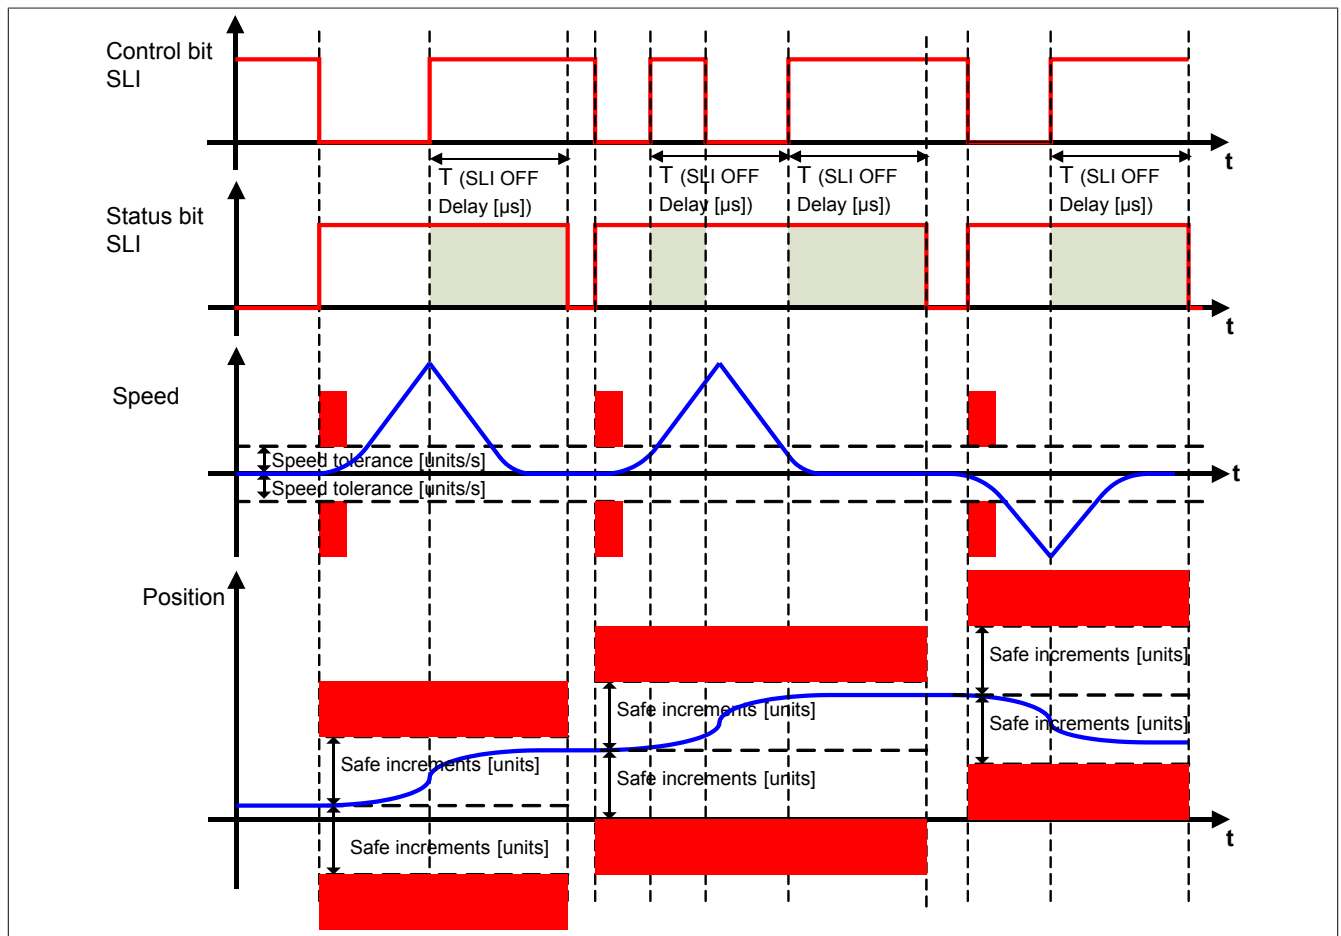 Control bit
SLI
t
T (SLI OFF
Delay [µs])
T (SLI OFF
Delay [µs])
T (SLI OFF
Delay [µs])
T (SLI OFF
Delay [µs])
Status bit
SLI
t
Speed
Speed tolerance [units/s]
t
Speed tolerance [units/s]
Position
Safe increments [units]
Safe increments [units]
Safe increments [units]
Safe increments [units]
Safe increments [units]
t
Safe increments [units]